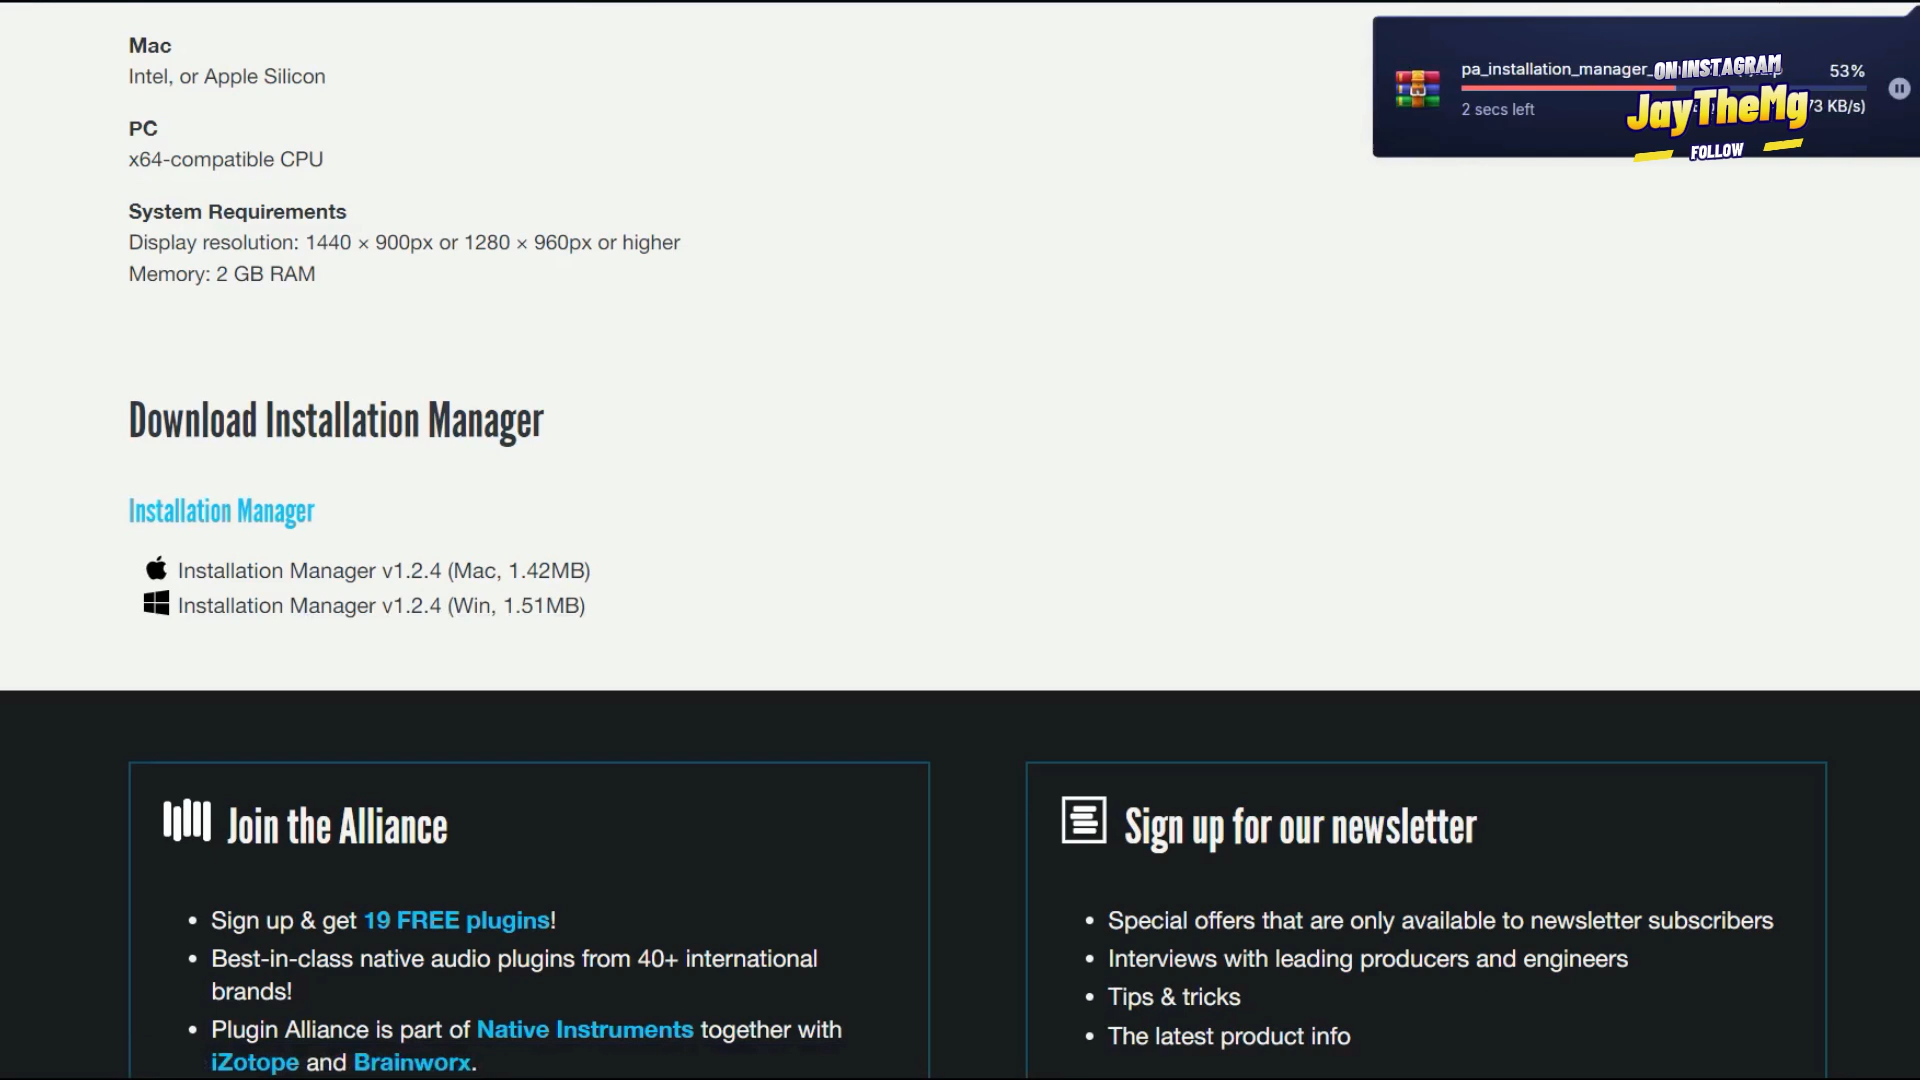 Mac
Intel, or Apple Silicon
PC
x64-compatible CPU
System Requirements
Display resolution: 1440 × 900px or 1280 × 960px or higher
Memory: 2 GB RAM
pa_installation_manager_
53%
2 secs left
73 KB/s)
ON INSTAGRAM
JayTheMg
FOLLOW
Download Installation Manager
Installation Manager
Installation Manager v1.2.4 (Mac, 1.42MB)
Installation Manager v1.2.4 (Win, 1.51MB)
Join the Alliance
• Sign up & get 19 FREE plugins!
• Best-in-class native audio plugins from 40+ international
brands!
• Plugin Alliance is part of Native Instruments together with
iZotope and Brainworx.
Sign up for our newsletter
• Special offers that are only available to newsletter subscribers
• Interviews with leading producers and engineers
• Tips & tricks
• The latest product info